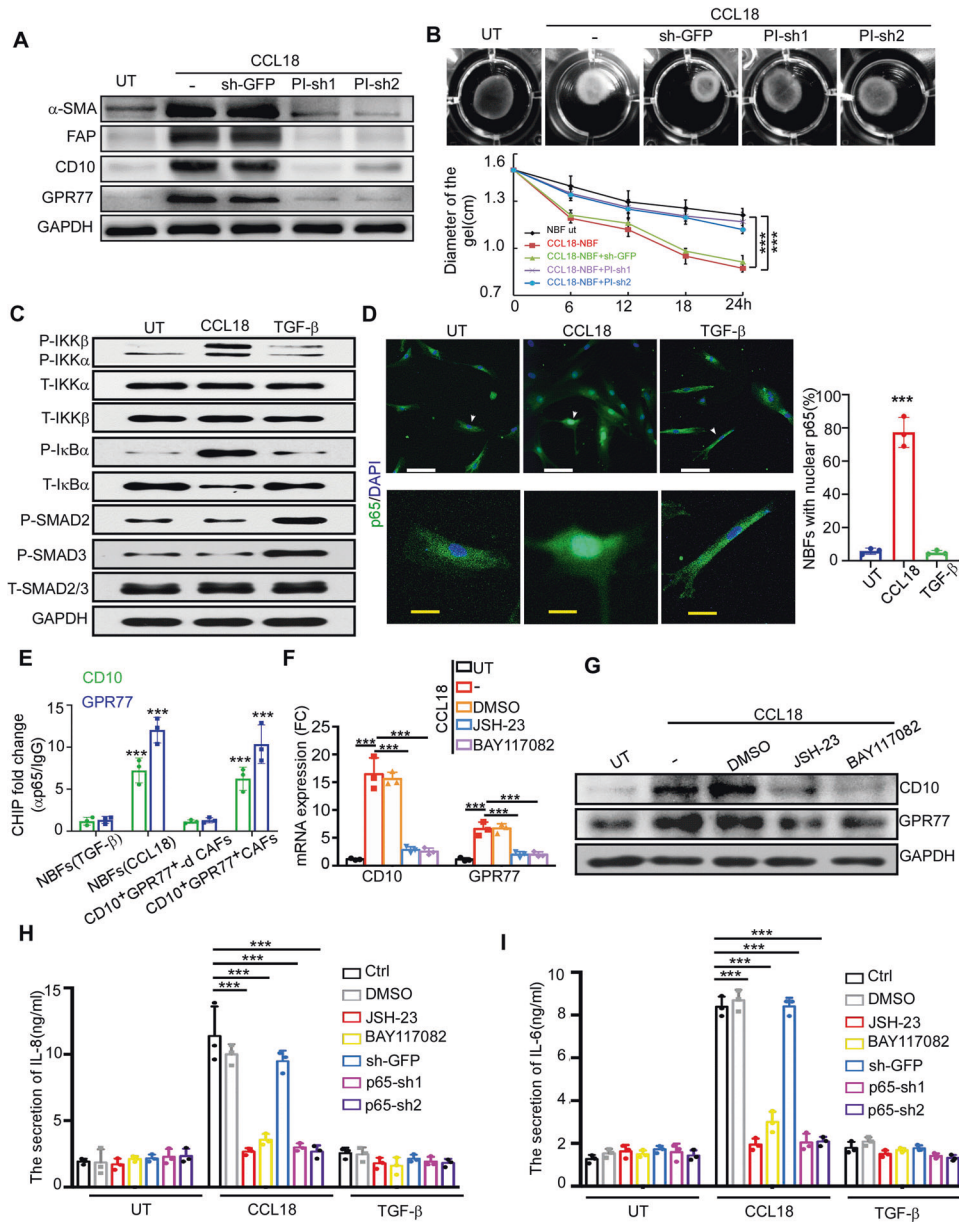 A
CCL18
UT - sh-GFP PI-sh1 PI-sh2
α-SMA
FAP
CD10
GPR77
GAPDH
B
CCL18
UT - sh-GFP PI-sh1 PI-sh2
Diameter of the gel(cm)
1.6
1.3
1.0
0.7
0 6 12 18 24h
NBF ut
CCL18-NBF
CCL18-NBF+sh-GFP
CCL18-NBF+PI-sh1
CCL18-NBF+PI-sh2
***
***
C
UT CCL18 TGF-β
P-IKKβ
P-IKKα
T-IKKα
T-IKKβ
P-IκBα
T-IκBα
P-SMAD2
P-SMAD3
T-SMAD2/3
GAPDH
D
UT CCL18 TGF-β
p65/DAPI
NBFs with nuclear p65(%)
100
80
60
40
20
0
***
UT CCL18 TGF-β
E
CD10
GPR77
CHIP fold change
(αp65/IgG)
15
10
5
0
*** *** *** ***
NBFs(TGF-β)
NBFs(CCL18)
CD10⁺GPR77⁺-d CAFs
CD10⁺GPR77⁺CAFs
F
CCL18
UT
-
DMSO
JSH-23
BAY117082
mRNA expression (FC)
25
20
15
10
5
0
*** *** ***
*** *** ***
CD10 GPR77
G
CCL18
UT - DMSO JSH-23 BAY117082
CD10
GPR77
GAPDH
H
The secretion of IL-8(ng/ml)
15
10
5
0
***
***
***
***
Ctrl
DMSO
JSH-23
BAY117082
sh-GFP
p65-sh1
p65-sh2
UT CCL18 TGF-β
I
The secretion of IL-6(ng/ml)
10
8
6
4
2
0
***
***
***
***
Ctrl
DMSO
JSH-23
BAY117082
sh-GFP
p65-sh1
p65-sh2
UT CCL18 TGF-β